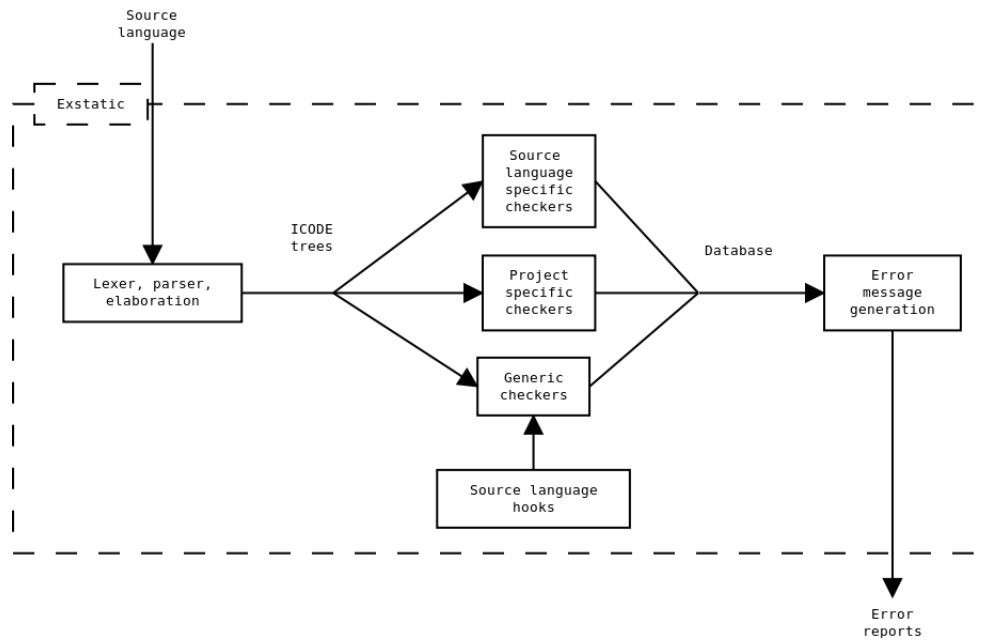 Source
language
Exstatic
Source
language
specific
checkers
ICODE
trees
Database
Lexer, parser,
elaboration
Project
specific
checkers
Error
message
generation
Generic
checkers
Source language
hooks
Error
reports